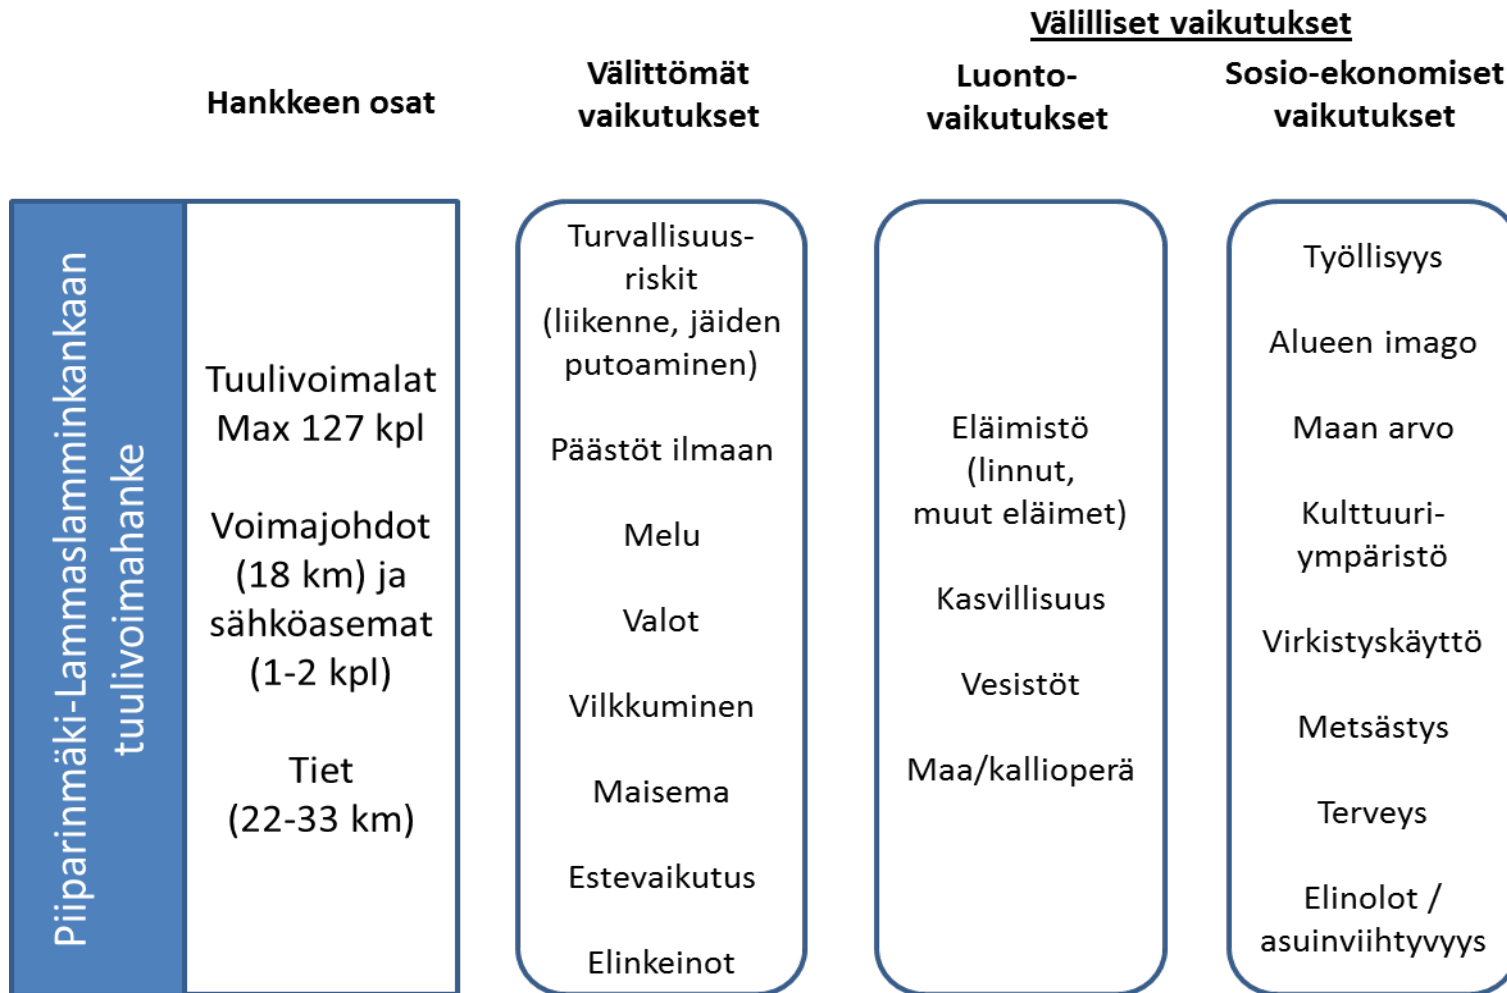 Välilliset vaikutukset
Hankkeen osat
Välittömät
vaikutukset
Luonto-
vaikutukset
Sosio-ekonomiset
vaikutukset
Piiparinmäki-Lammaslamminkankaan
tuulivoimahanke
Tuulivoimalat
Max 127 kpl
Voimajohdot
(18 km) ja
sähköasemat
(1-2 kpl)
Tiet
(22-33 km)
Turvallisuus-
riskit
(liikenne, jäiden
putoaminen)
Päästöt ilmaan
Melu
Valot
Vilkkuminen
Maisema
Estevaikutus
Elinkeinot
Eläimistö
(linnut,
muut eläimet)
Kasvillisuus
Vesistöt
Maa/kallioperä
Työllisyys
Alueen imago
Maan arvo
Kulttuuri-
ympäristö
Virkistyskäyttö
Metsästys
Terveys
Elinolot /
asuinviihtyvyys